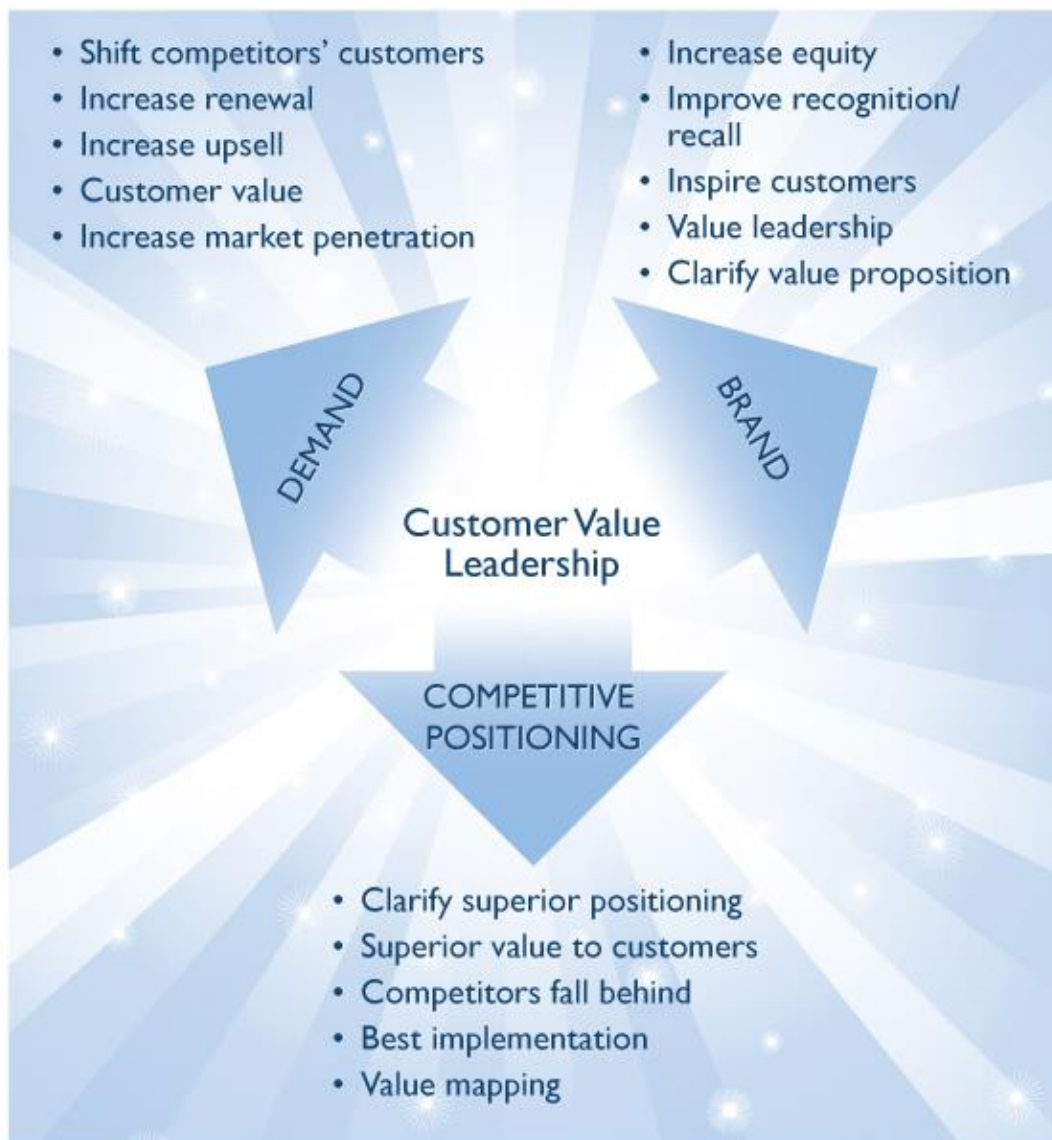 • Shift competitors’ customers
• Increase renewal
• Increase upsell
• Customer value
• Increase market penetration
• Increase equity
• Improve recognition/
recall
• Inspire customers
• Value leadership
• Clarify value proposition
DEMAND
BRAND
Customer Value
Leadership
COMPETITIVE
POSITIONING
• Clarify superior positioning
• Superior value to customers
• Competitors fall behind
• Best implementation
• Value mapping